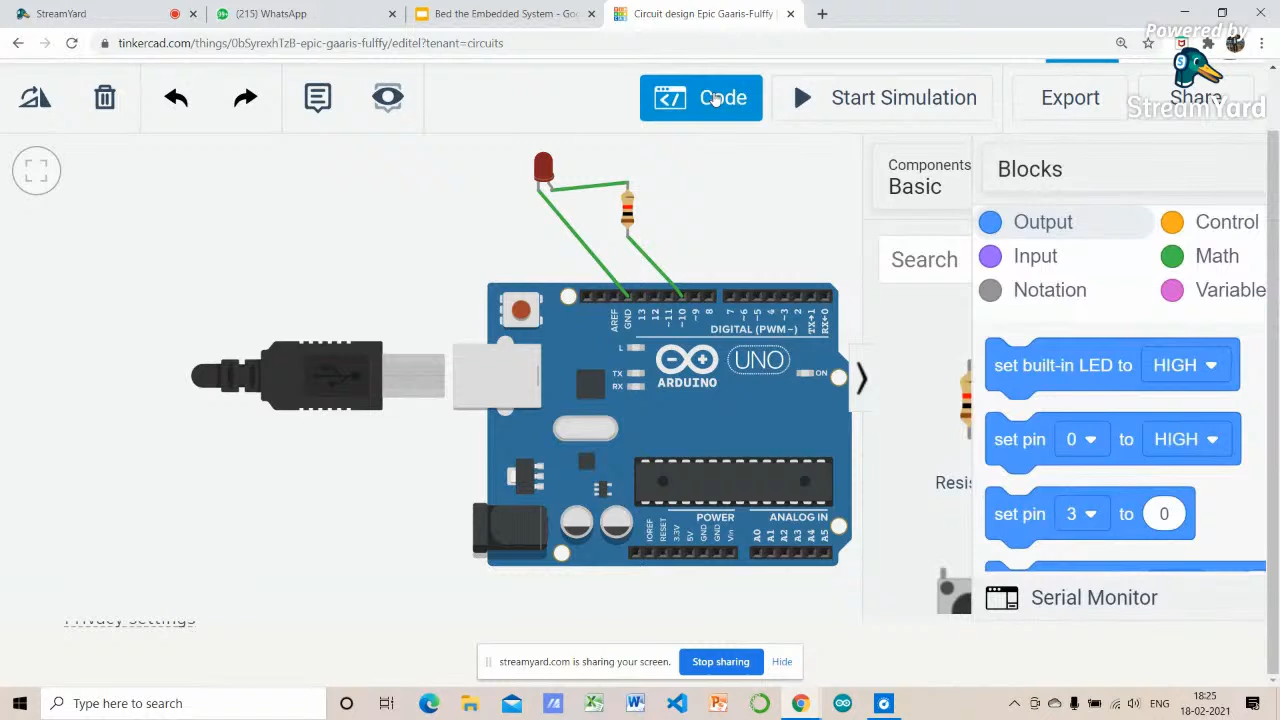 StreamYard
(215) WhatsApp
Bed the Embedded System - Goo
Circuit design Epic Gaaris-Fulffy |
tinkercad.com/things/0bSyrexhTzB-epic-gaaris-fulffy/editel?tenant=circuits
Powered by
StreamYard
Code
Start Simulation
Export
Share
Components
Basic
Search
Resis
Blocks
Output
Control
Input
Math
Notation
Variable
set built-in LED to HIGH
set pin 0 to HIGH
set pin 3 to 0
Serial Monitor
AREF
GND
13
12
~11
~10
~9
8
7
~6
~5
4
~3
2
TX→1
RX←0
DIGITAL (PWM~)
L
TX
RX
ARDUINO
UNO
ON
POWER
ANALOG IN
IOREF
RESET
3.3V
5V
GND
GND
Vin
A0
A1
A2
A3
A4
A5
Privacy settings
streamyard.com is sharing your screen.
Stop sharing
Hide
Type here to search
ENG
18:25
18-02-2021